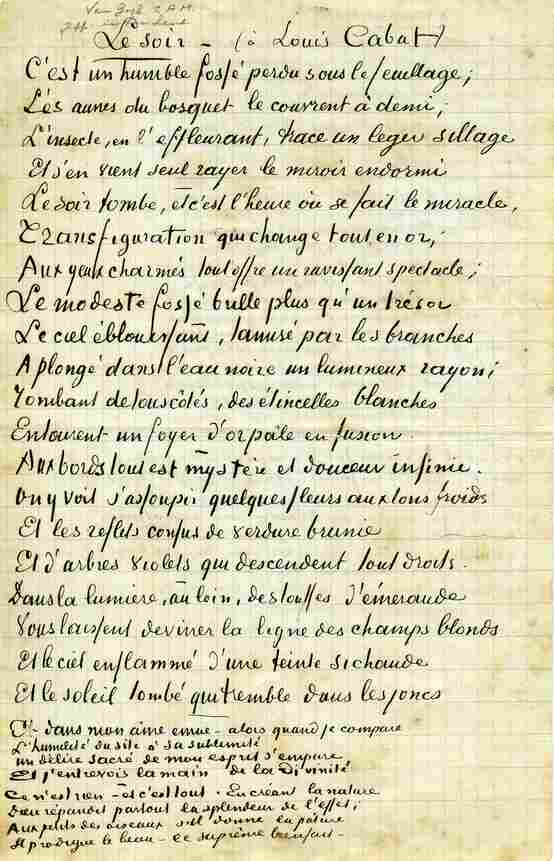 Le soir - (à Louis Cabat)
C'est un humble fossé perdu sous le feuillage;
Les aunes du bosquet le couvrent à demi;
L'insecte, en l'effleurant, trace un leger sillage
Et s'en vient seul rayer le miroir endormi
Le soir tombe, et c'est l'heure où se fait le miracle,
Transfiguration qui change tout en or;
Aux yeux charmés tout offre un ravissant spectacle;
Le modeste fossé brille plus qu'un trésor
Le ciel éblouissant, tamisé par les branches
A plongé dans l'eau noire un lumineux rayon;
Tombant de tous côtés, des étincelles blanches
Entourent un foyer d'or pâle en fusion.
Aux bords tout est mystère et douceur infinie.
On y voit s'assoupir quelques fleurs aux tons froids
Et les reflets confus de verdure brunie
Et d'arbres violets qui descendent tout droits.
Dans la lumière, au loin, des touffes d'émeraude
Vous laissent deviner la ligne des champs blonds
Et le ciel enflammé d'une teinte si chaude
Et le soleil tombé qui tremble dans les joncs
Et dans mon âme émue - alors quand je compare
L'humilité du site à sa sublimité
un délire sacré de mon esprit s'empare
Et j'entrevois la main de la divinité
Ce n'est rien - et c'est tout. En créant la nature
Dieu répandit partout la splendeur de l'effet;
Aux petits des oiseaux s'il donne la pâture
Il prodigue le beau - ce suprême bienfait -